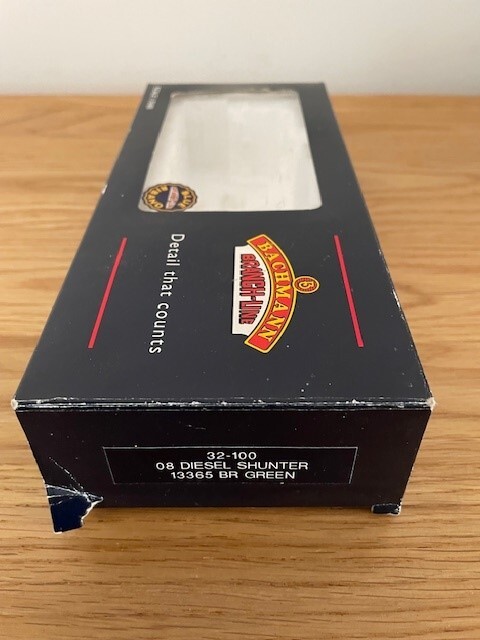 BACHMANN
BRANCH-LINE
Detail that counts
32-100
08 DIESEL SHUNTER
13365 BR GREEN